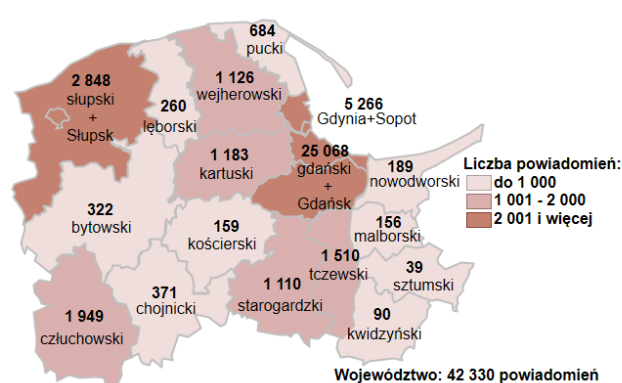 684
pucki
2 848
słupski
+
Słupsk
260
lęborski
1 126
wejherowski
5 266
Gdynia+Sopot
1 183
kartuski
25 068
gdański
+
Gdańsk
189
nowodworski
Liczba powiadomień:
do 1 000
1 001 - 2 000
2 001 i więcej
322
bytowski
159
kościerski
156
malborski
1 510
tczewski
39
sztumski
371
chojnicki
1 110
starogardzki
1 949
człuchowski
90
kwidzyński
Województwo: 42 330 powiadomień